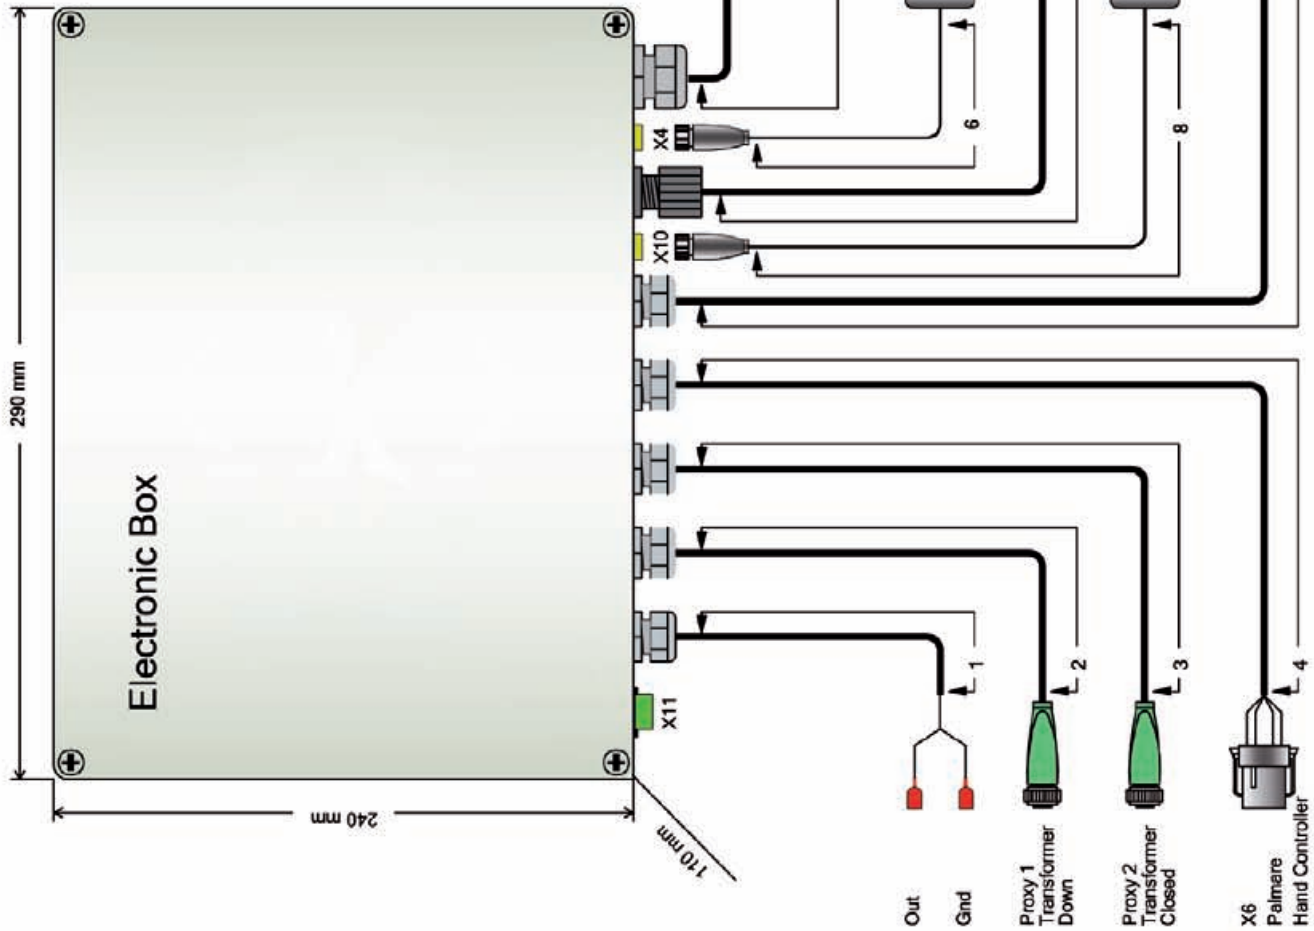 290 mm
Electronic Box
240 mm
110 mm
X4
X10
X11
6
8
1
2
3
4
Out
Gnd
Proxy 1
Transformer
Down
Proxy 2
Transformer
Closed
X6
Palmare
Hand Controller